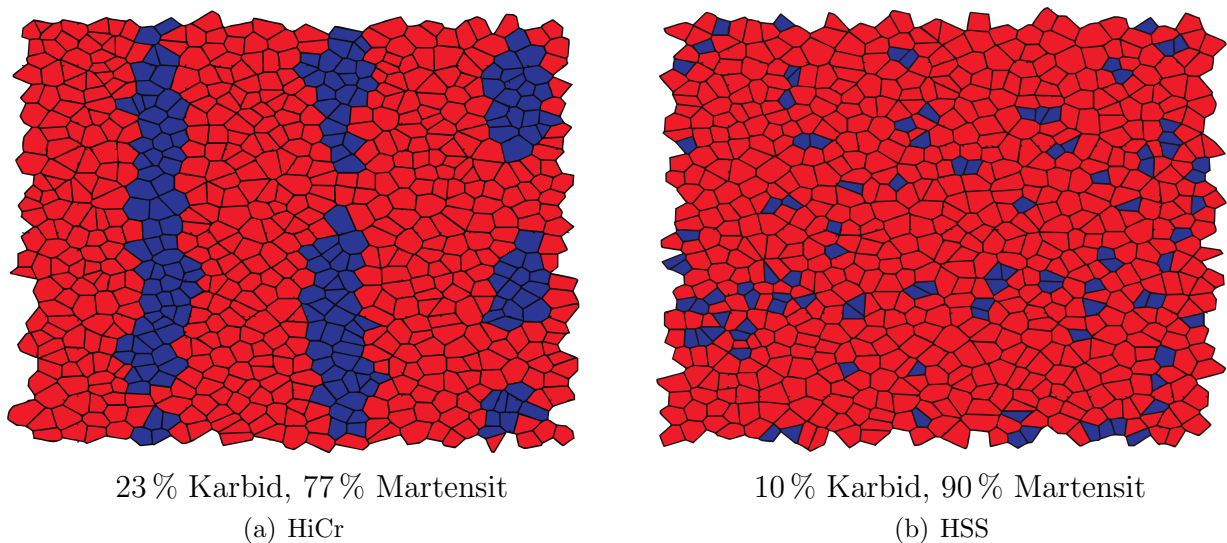 23 % Karbid, 77 % Martensit
(a) HiCr
10 % Karbid, 90 % Martensit
(b) HSS